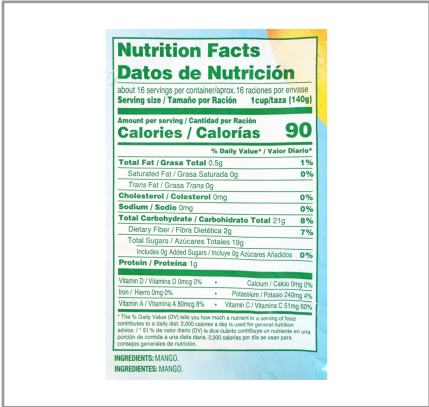 Nutrition Facts
Datos de Nutrición
about 16 servings per container/aprox. 16 raciones por envase
Serving size / Tamaño por Ración 1cup/taza (140g)
Amount per serving / Cantidad por Ración
Calories / Calorías 90
% Daily Value* / Valor Diario*
Total Fat / Grasa Total 0.5g 1%
Saturated Fat / Grasa Saturada 0g 0%
Trans Fat / Grasa Trans 0g
Cholesterol / Colesterol 0mg 0%
Sodium / Sodio 0mg 0%
Total Carbohydrate / Carbohidrato Total 21g 8%
Dietary Fiber / Fibra Dietética 2g 7%
Total Sugars / Azúcares Totales 19g
Includes 0g Added Sugars / Incluye 0g Azúcares Añadidos 0%
Protein / Proteína 1g
Vitamin D / Vitamina D 0mcg 0% • Calcium / Calcio 0mg 0%
Iron / Hierro 0mg 0% • Potassium / Potasio 240mg 4%
Vitamin A / Vitamina A 80mcg 8% • Vitamin C / Vitamina C 51mg 60%
* The % Daily Value (DV) tells you how much a nutrient in a serving of food
contributes to a daily diet. 2,000 calories a day is used for general nutrition
advice. / * El % de valor diario (DV) le dice cuánto contribuye un nutriente en una
porción de comida a una dieta diaria. 2,000 calorías por día se usan para
consejos generales de nutrición.
INGREDIENTS: MANGO.
INGREDIENTES: MANGO.